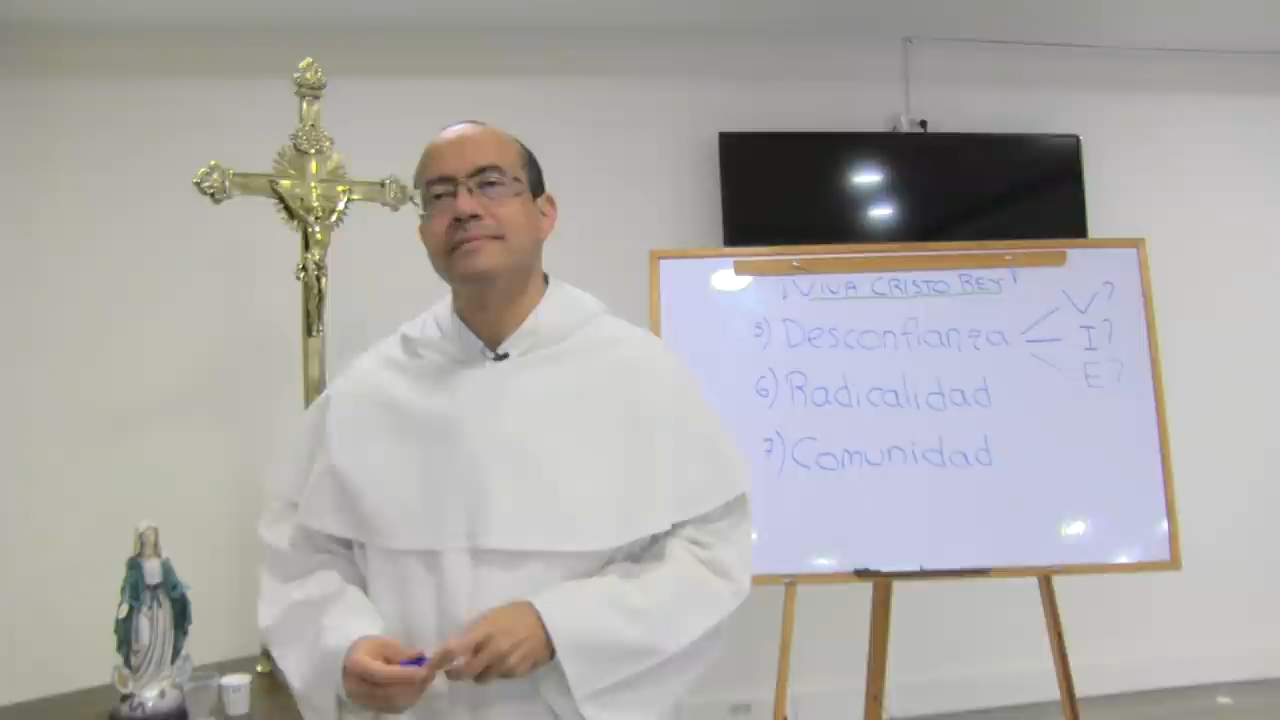 ¡VIVA CRISTO REY!
5) Desconfianza V?
I?
E?
6) Radicalidad
7) Comunidad